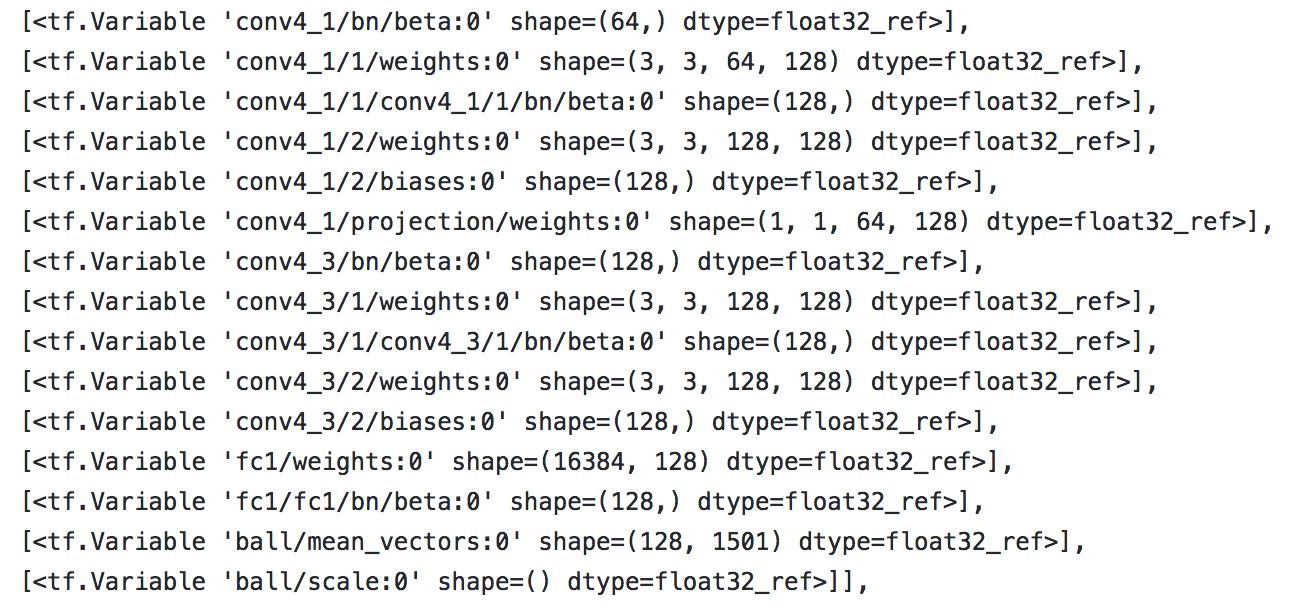 [<tf.Variable 'conv4_1/bn/beta:0' shape=(64,) dtype=float32_ref>],
[<tf.Variable 'conv4_1/1/weights:0' shape=(3, 3, 64, 128) dtype=float32_ref>],
[<tf.Variable 'conv4_1/1/conv4_1/1/bn/beta:0' shape=(128,) dtype=float32_ref>],
[<tf.Variable 'conv4_1/2/weights:0' shape=(3, 3, 128, 128) dtype=float32_ref>],
[<tf.Variable 'conv4_1/2/biases:0' shape=(128,) dtype=float32_ref>],
[<tf.Variable 'conv4_1/projection/weights:0' shape=(1, 1, 64, 128) dtype=float32_ref>],
[<tf.Variable 'conv4_3/bn/beta:0' shape=(128,) dtype=float32_ref>],
[<tf.Variable 'conv4_3/1/weights:0' shape=(3, 3, 128, 128) dtype=float32_ref>],
[<tf.Variable 'conv4_3/1/conv4_3/1/bn/beta:0' shape=(128,) dtype=float32_ref>],
[<tf.Variable 'conv4_3/2/weights:0' shape=(3, 3, 128, 128) dtype=float32_ref>],
[<tf.Variable 'conv4_3/2/biases:0' shape=(128,) dtype=float32_ref>],
[<tf.Variable 'fc1/weights:0' shape=(16384, 128) dtype=float32_ref>],
[<tf.Variable 'fc1/fc1/bn/beta:0' shape=(128,) dtype=float32_ref>],
[<tf.Variable 'ball/mean_vectors:0' shape=(128, 1501) dtype=float32_ref>],
[<tf.Variable 'ball/scale:0' shape=() dtype=float32_ref>]],